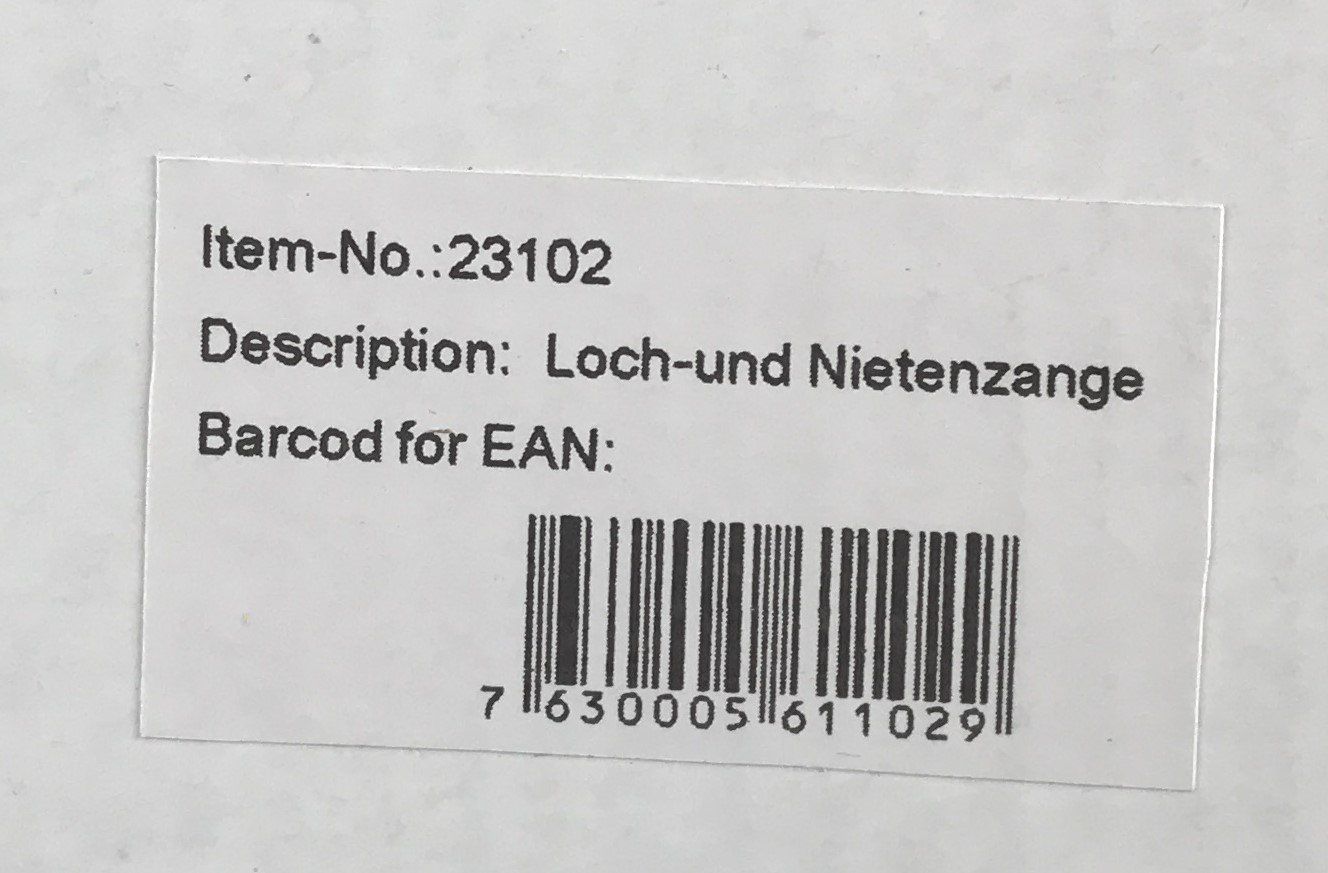 Item-No.:23102
Description: Loch-und Nietenzange
Barcod for EAN:
7 630005 611029